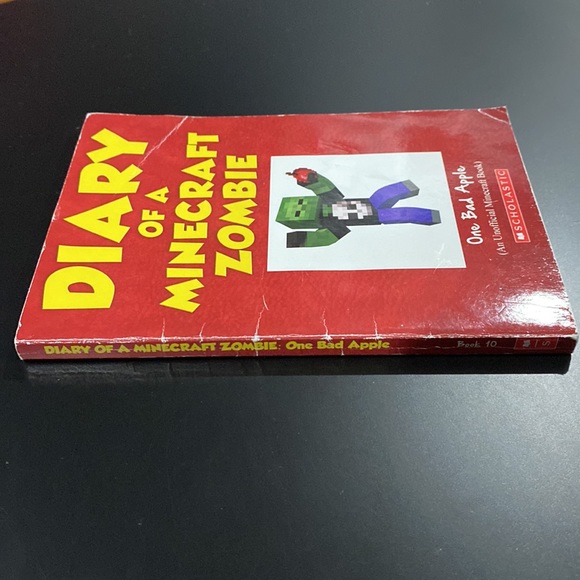 DIARY
OF A
MINECRAFT
ZOMBIE
One Bad Apple
(An Unofficial Minecraft Book)
SCHOLASTIC
DIARY OF A MINECRAFT ZOMBIE: One Bad Apple
Book 10